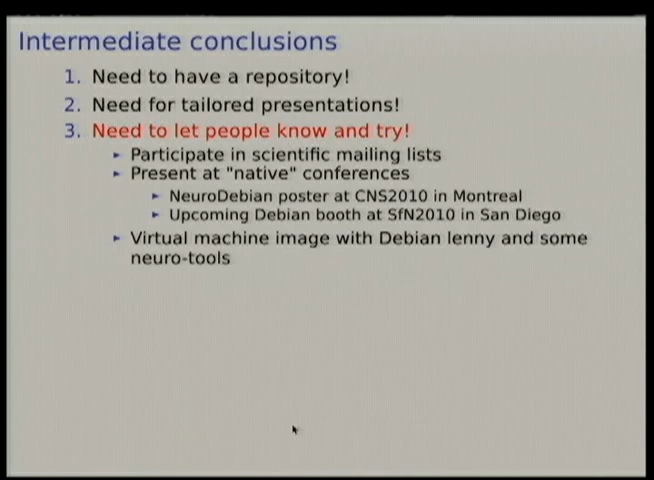 Intermediate conclusions
1. Need to have a repository!
2. Need for tailored presentations!
3. Need to let people know and try!
Participate in scientific mailing lists
Present at "native" conferences
NeuroDebian poster at CNS2010 in Montreal
Upcoming Debian booth at SfN2010 in San Diego
Virtual machine image with Debian lenny and some
neuro-tools